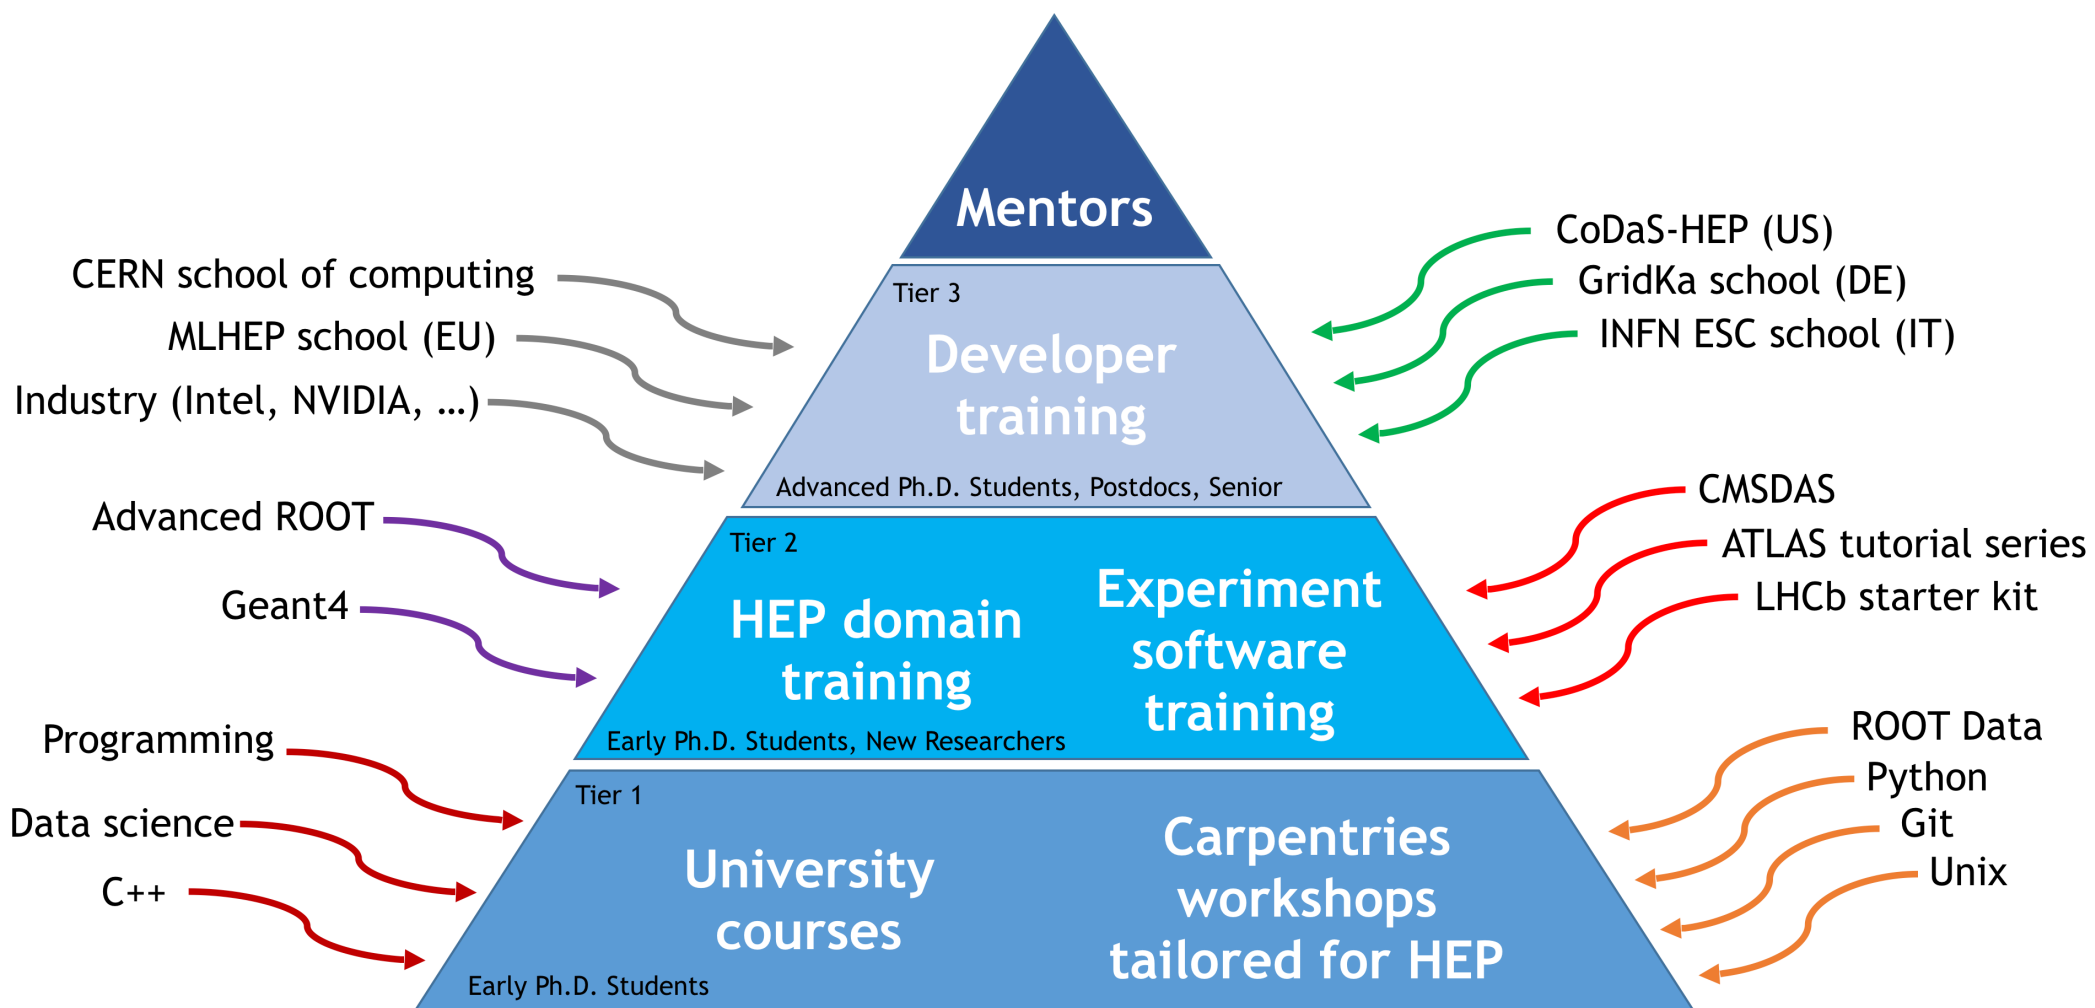 Mentors
CERN school of computing
MLHEP school (EU)
Industry (Intel, NVIDIA, ...)
Tier 3
Developer
training
Advanced Ph.D. Students, Postdocs, Senior
CoDaS-HEP (US)
GridKa school (DE)
INFN ESC school (IT)
Advanced ROOT
Geant4
Tier 2
HEP domain
training
Experiment
software
training
Early Ph.D. Students, New Researchers
CMSDAS
ATLAS tutorial series
LHCb starter kit
Programming
Data science
C++
Tier 1
University
courses
Carpentries
workshops
tailored for HEP
Early Ph.D. Students
ROOT Data
Python
Git
Unix